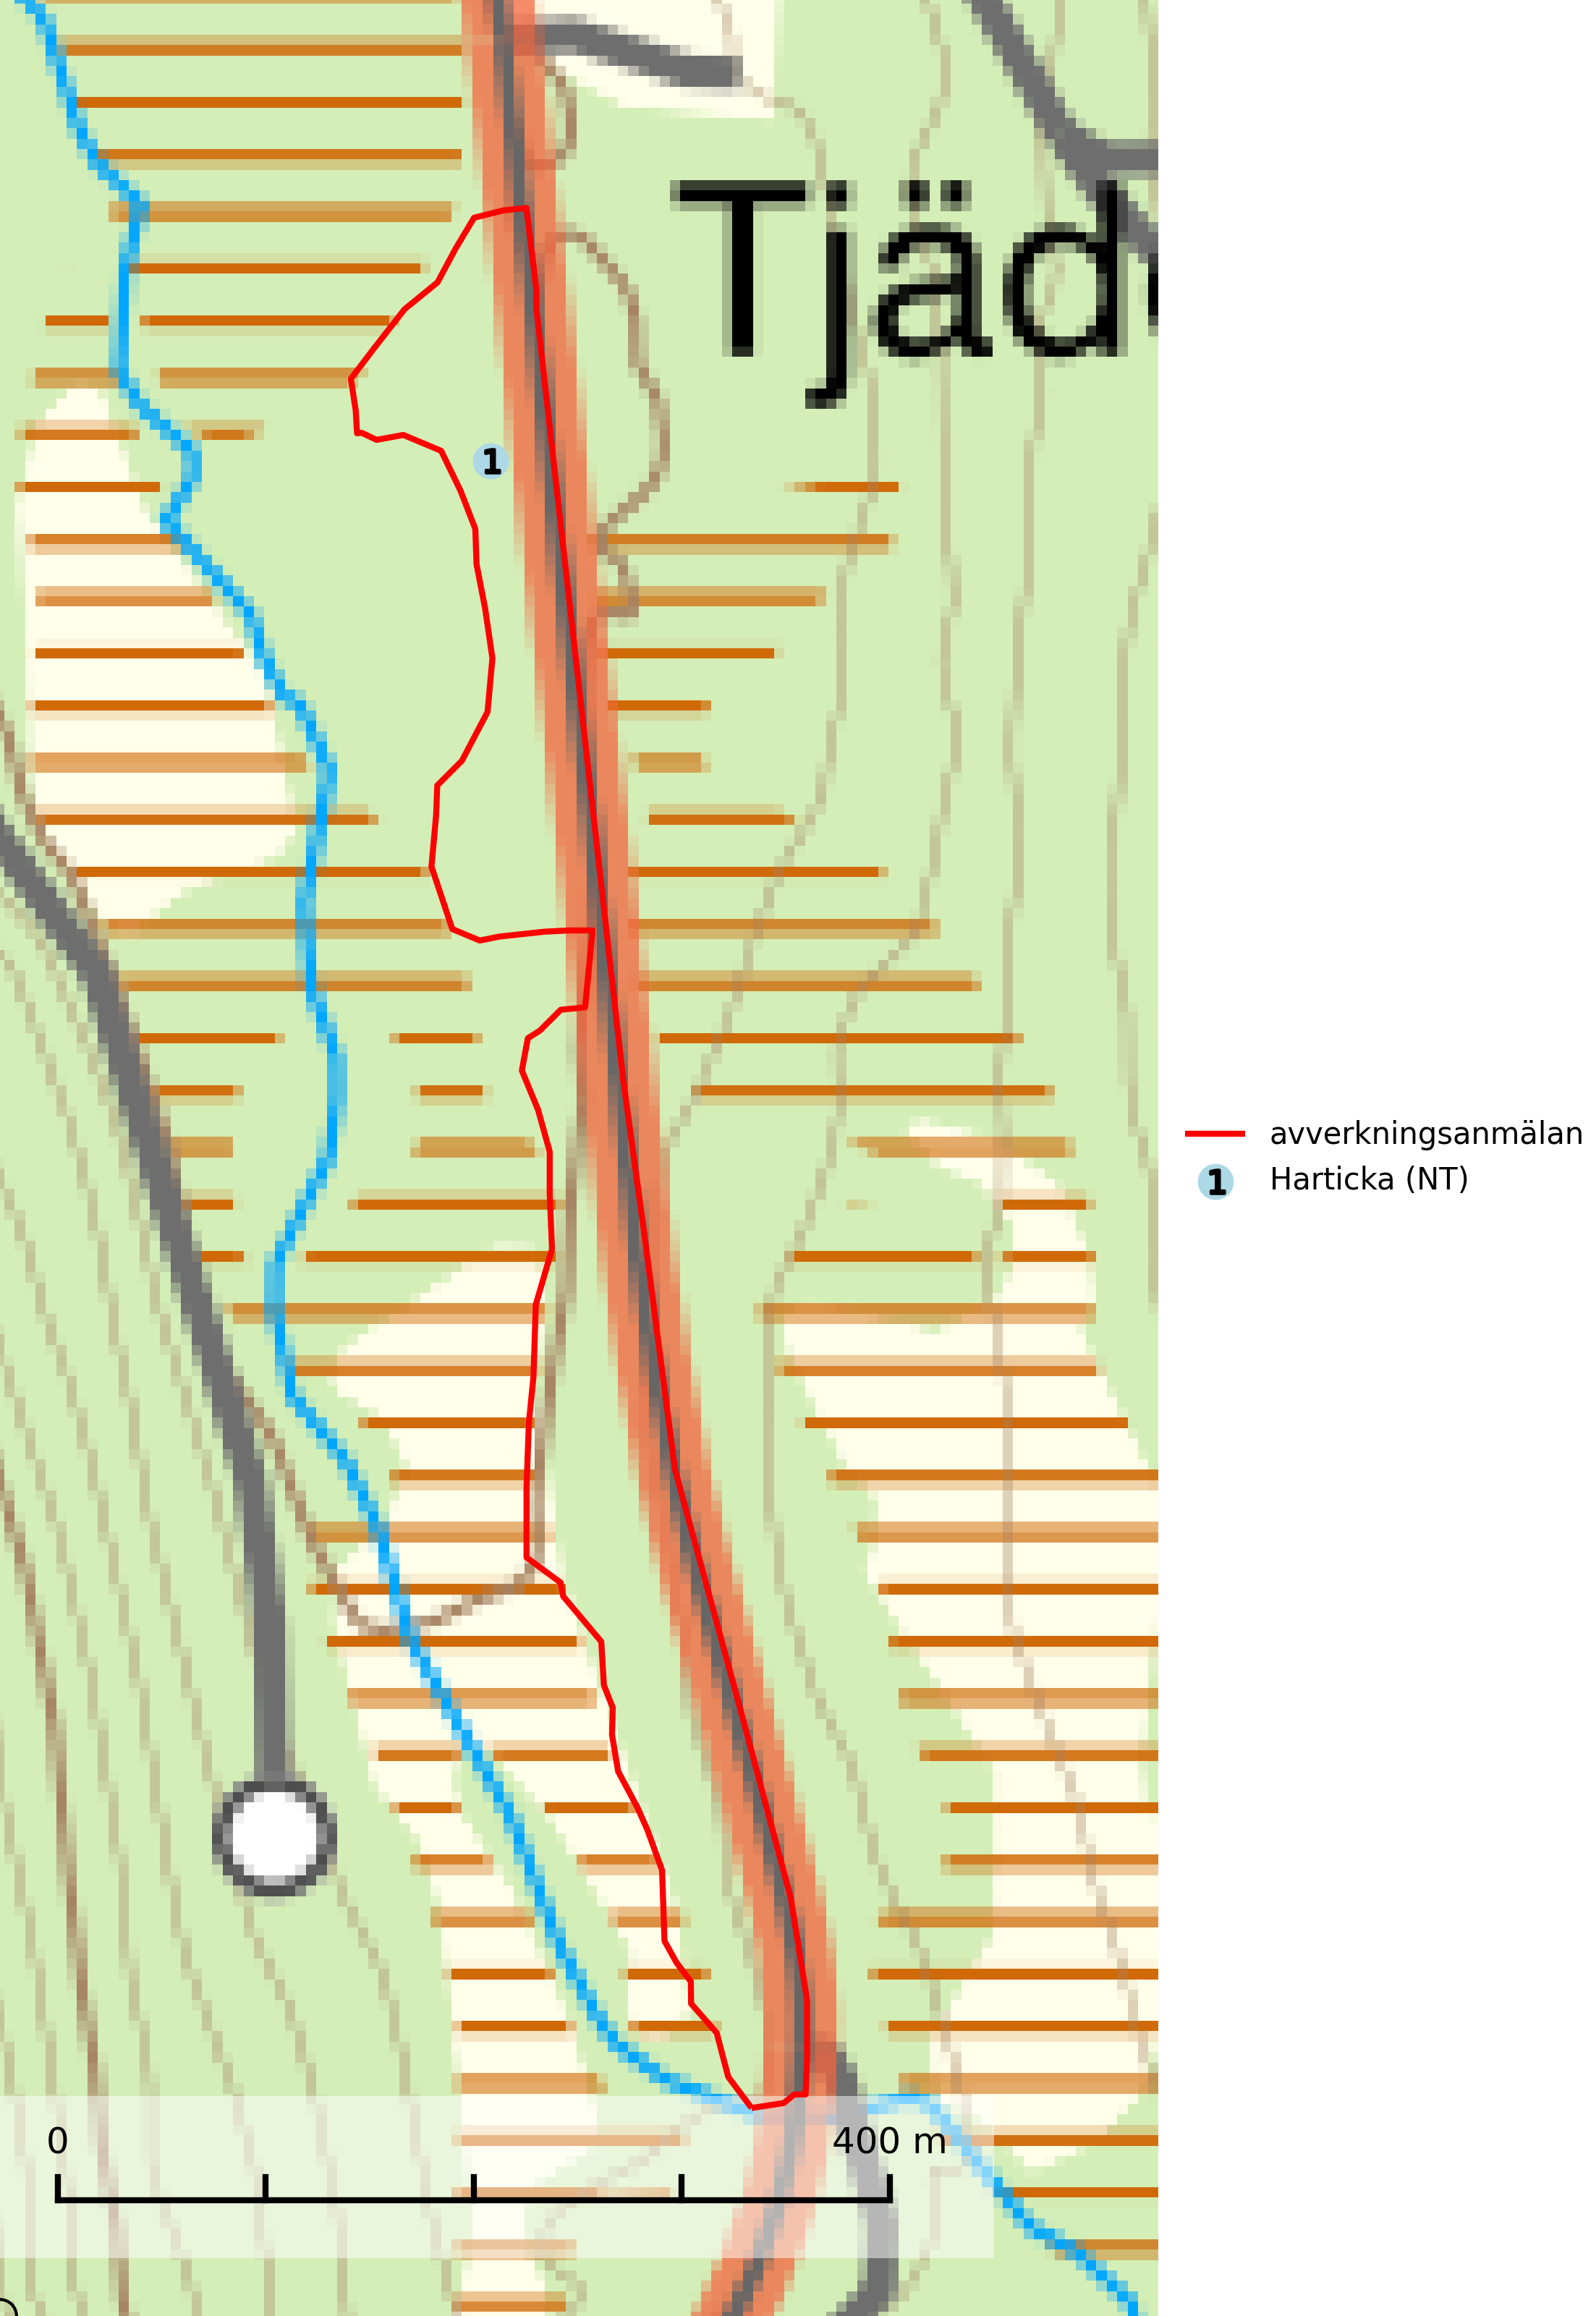 Tjäd
1
avverkningsanmälan
1 Harticka (NT)
0 400 m